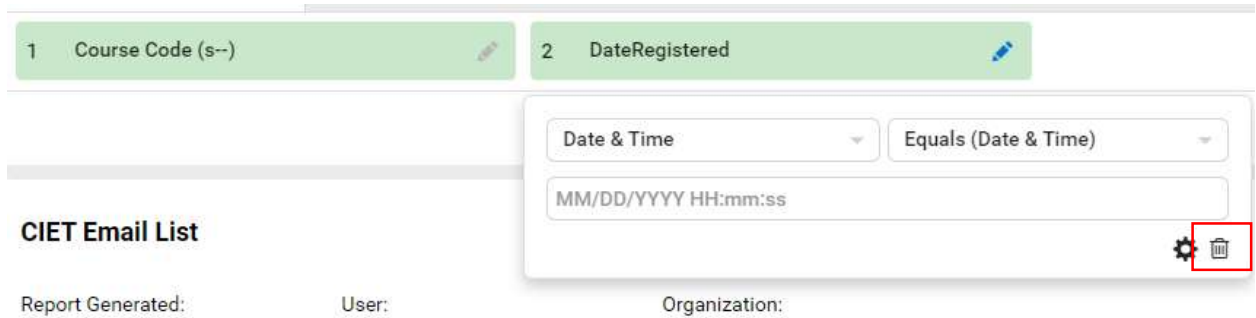 1 Course Code (s--)
2 DateRegistered
Date & Time
Equals (Date & Time)
MM/DD/YYYY HH:mm:ss
CIET Email List
Report Generated: User: Organization: